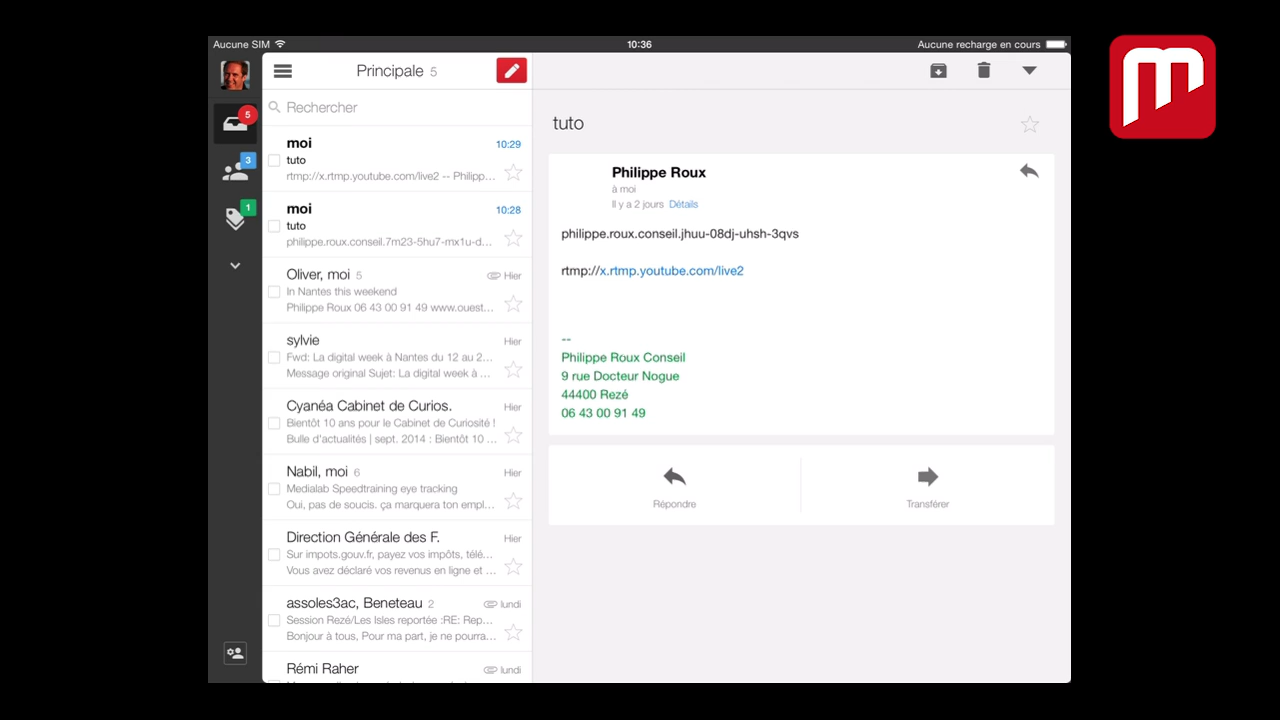 Aucune SIM
10:36
Aucune recharge en cours
5
3
1
Principale 5
Rechercher
moi 10:29
tuto
rtmp://x.rtmp.youtube.com/live2 -- Philipp...
moi 10:28
tuto
philippe.roux.conseil.7m23-5hu7-mx1u-d...
Oliver, moi 5 Hier
In Nantes this weekend
Philippe Roux 06 43 00 91 49 www.ouest...
sylvie Hier
Fwd: La digital week à Nantes du 12 au 2...
Message original Sujet: La digital week à ...
Cyanéa Cabinet de Curios. Hier
Bientôt 10 ans pour le Cabinet de Curiosité !
Bulle d'actualités | sept. 2014 : Bientôt 10 ...
Nabil, moi 6 Hier
Medialab Speedtraining eye tracking
Oui, pas de soucis. ça marquera ton empl...
Direction Générale des F. Hier
Sur impots.gouv.fr, payez vos impôts, télé...
Vous avez déclaré vos revenus en ligne et ...
assoles3ac, Beneteau 2 lundi
Session Rezé/Les Isles reportée :RE: Rep...
Bonjour à tous, Pour ma part, je ne pourra...
Rémi Raher lundi
tuto
Philippe Roux
à moi
Il y a 2 jours Détails
philippe.roux.conseil.jhuu-08dj-uhsh-3qvs
rtmp://x.rtmp.youtube.com/live2
--
Philippe Roux Conseil
9 rue Docteur Nogue
44400 Rezé
06 43 00 91 49
Répondre
Transférer